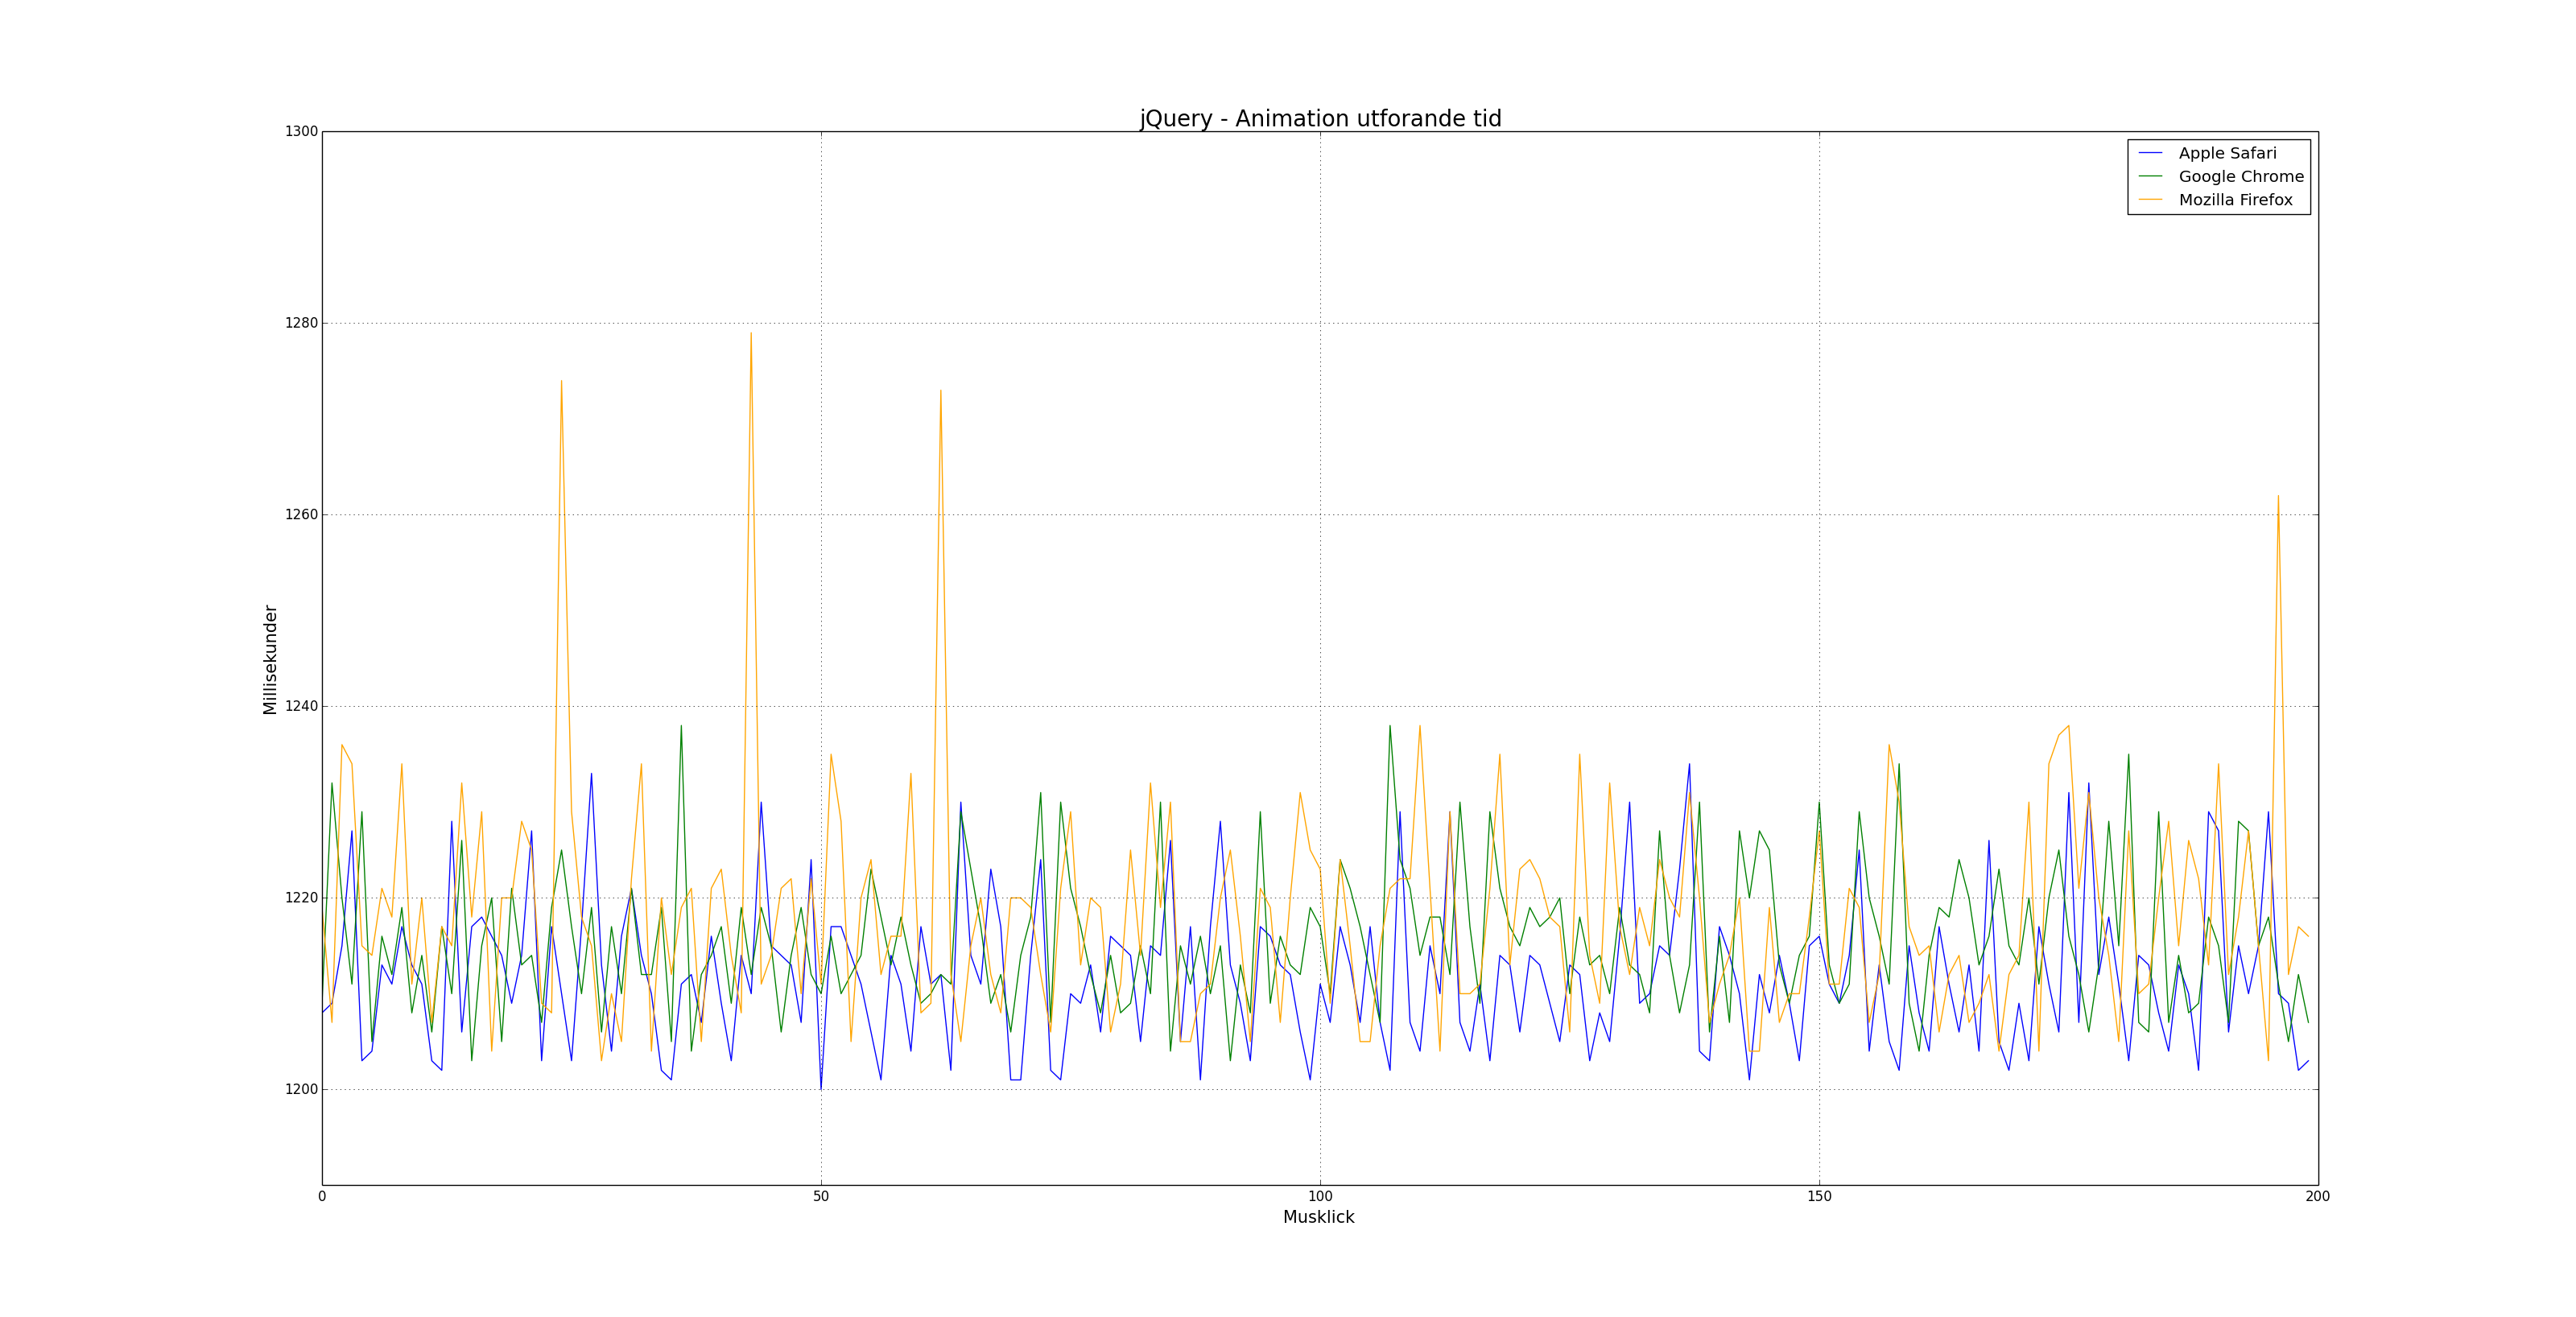 jQuery - Animation utforande tid
Apple Safari
Google Chrome
Mozilla Firefox
1300
1280
1260
1240
1220
1200
Millisekunder
0 50 100 150 200
Musklick